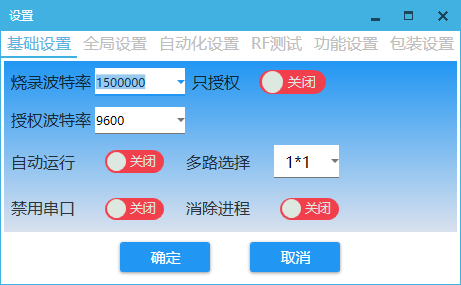 设置
基础设置 全局设置 自动化设置 RF测试 功能设置 包装设置
烧录波特率 1500000 只授权 关闭
授权波特率 9600
自动运行 关闭 多路选择 1*1
禁用串口 关闭 消除进程 关闭
确定 取消